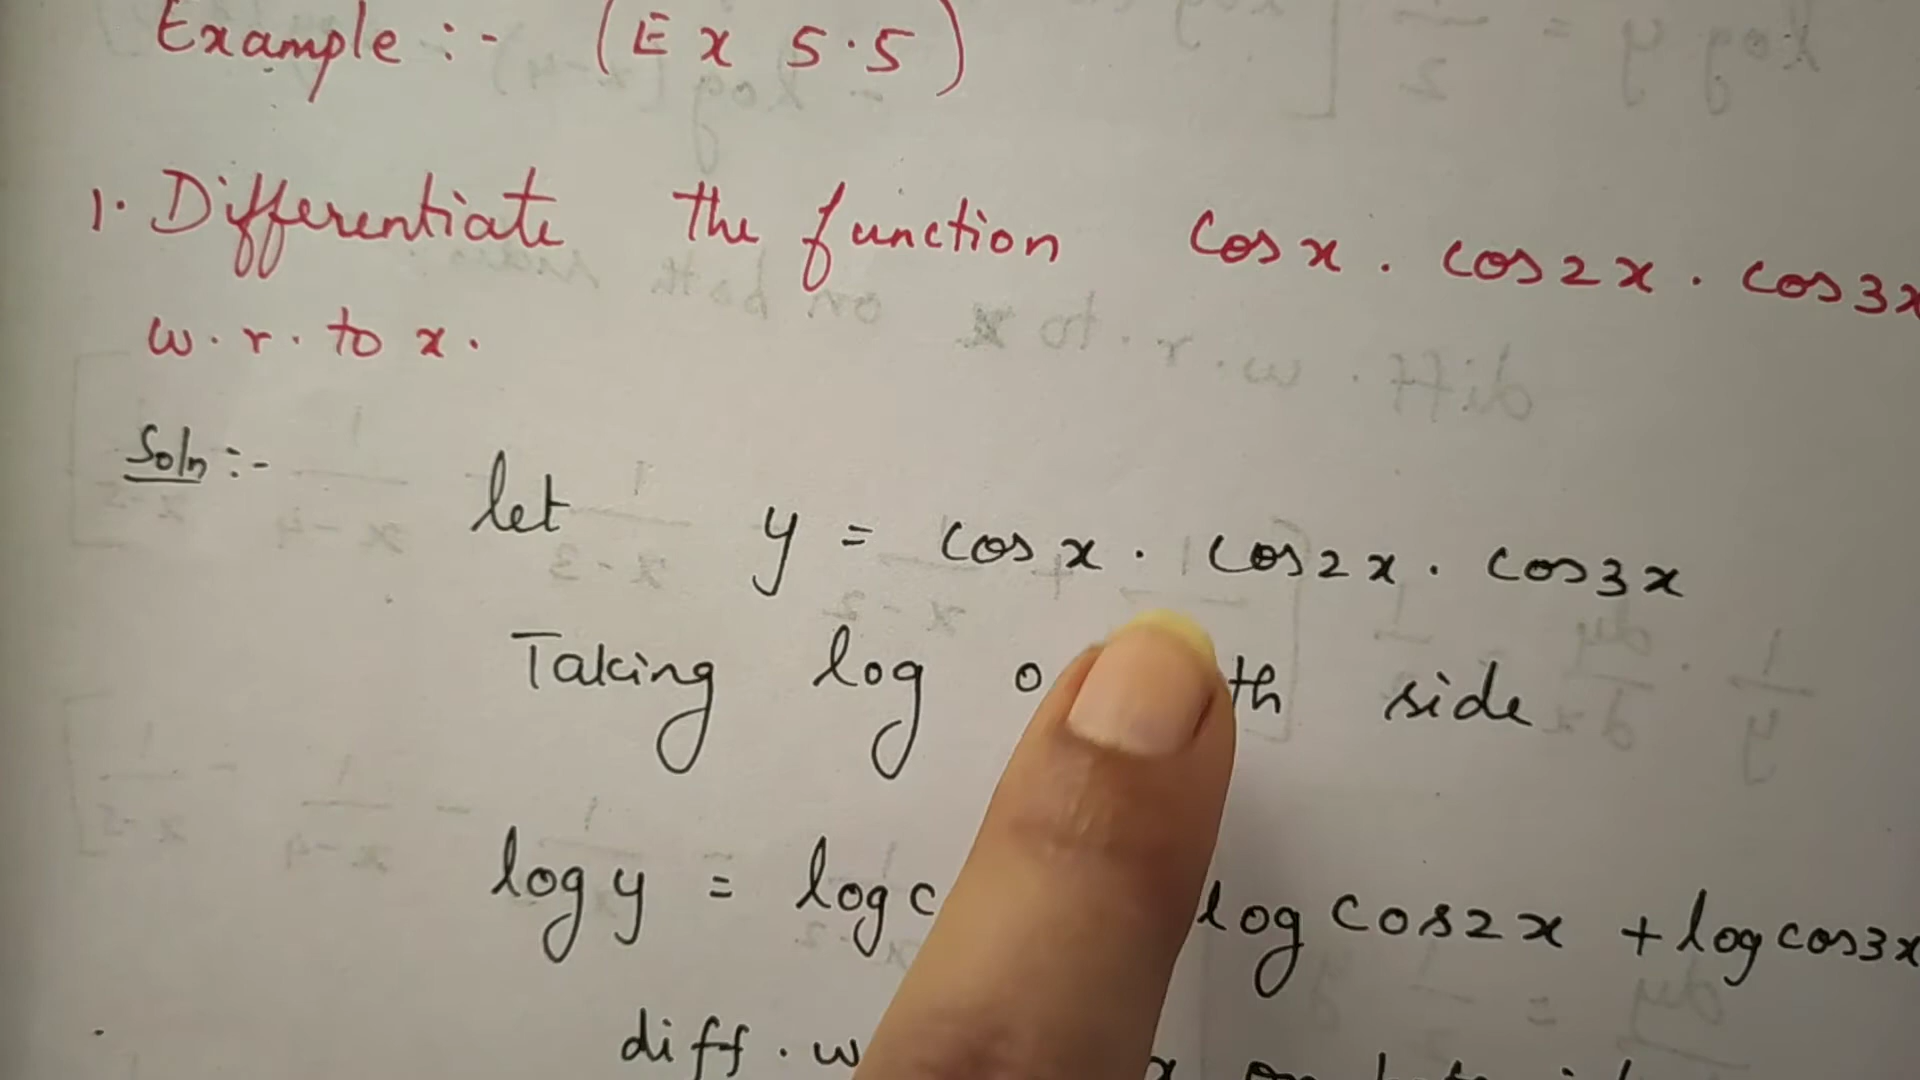 Example :- (Ex 5.5)
1. Differentiate the function cos x . cos 2x . cos 3x
w.r. to x.
Soln :- let y = cos x . cos 2x . cos 3x
Taking log side
log y = log log cos 2x + log cos 3x
diff.